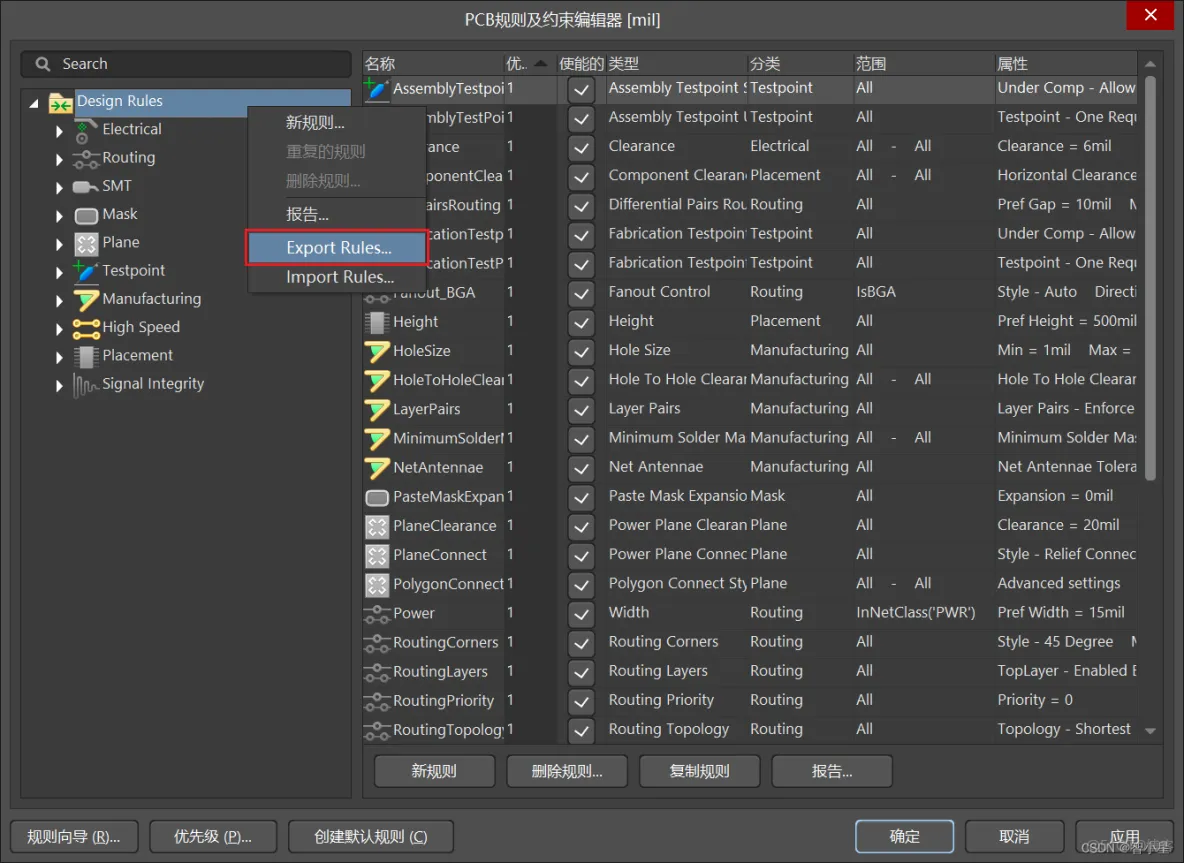 PCB规则及约束编辑器 [mil]
Search
Design Rules
Electrical
Routing
SMT
Mask
Plane
Testpoint
Manufacturing
High Speed
Placement
Signal Integrity
新规则...
重复的规则
删除规则...
报告...
Export Rules...
Import Rules...
名称 优.. 使能的 类型 分类 范围 属性
AssemblyTestpoi 1 Assembly Testpoint S Testpoint All Under Comp - Allow
mblyTestPoi 1 Assembly Testpoint U Testpoint All Testpoint - One Requ
rance 1 Clearance Electrical All - All Clearance = 6mil
ponentClea 1 Component Clearan Placement All - All Horizontal Clearance
airsRouting 1 Differential Pairs Rou Routing All Pref Gap = 10mil M
cationTestp 1 Fabrication Testpoin Testpoint All Under Comp - Allow
cationTestP 1 Fabrication Testpoin Testpoint All Testpoint - One Requ
Fanout_BGA 1 Fanout Control Routing IsBGA Style - Auto Directi
Height 1 Height Placement All Pref Height = 500mil
HoleSize 1 Hole Size Manufacturing All Min = 1mil Max =
HoleToHoleClear 1 Hole To Hole Clearar Manufacturing All - All Hole To Hole Clearar
LayerPairs 1 Layer Pairs Manufacturing All Layer Pairs - Enforce
MinimumSolderM 1 Minimum Solder Ma Manufacturing All - All Minimum Solder Mas
NetAntennae 1 Net Antennae Manufacturing All Net Antennae Tolera
PasteMaskExpan 1 Paste Mask Expansio Mask All Expansion = 0mil
PlaneClearance 1 Power Plane Clearan Plane All Clearance = 20mil
PlaneConnect 1 Power Plane Connec Plane All Style - Relief Connec
PolygonConnect 1 Polygon Connect Sty Plane All - All Advanced settings
Power 1 Width Routing InNetClass('PWR') Pref Width = 15mil
RoutingCorners 1 Routing Corners Routing All Style - 45 Degree M
RoutingLayers 1 Routing Layers Routing All TopLayer - Enabled B
RoutingPriority 1 Routing Priority Routing All Priority = 0
RoutingTopolog 1 Routing Topology Routing All Topology - Shortest
新规则 删除规则... 复制规则 报告...
规则向导 (R)... 优先级 (P)... 创建默认规则 (C) 确定 取消 应用